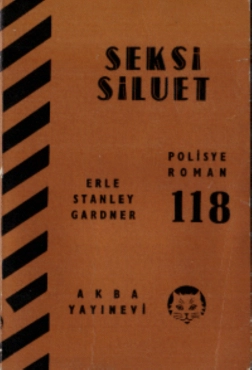 SEKSİ
SİLUET
POLİSYE
ROMAN
118
ERLE
STANLEY
GARDNER
AKBA
YAYINEVİ